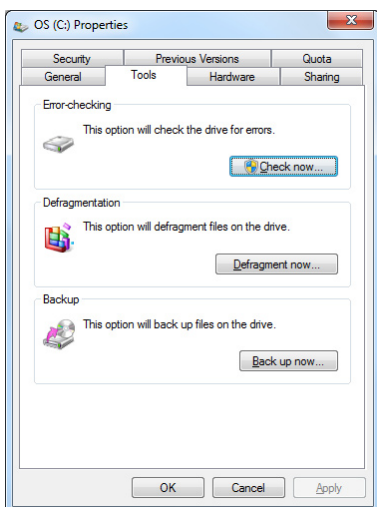 OS (C:) Properties
Security Previous Versions Quota
General Tools Hardware Sharing
Error-checking
This option will check the drive for errors.
Check now...
Defragmentation
This option will defragment files on the drive.
Defragment now...
Backup
This option will back up files on the drive.
Back up now...
OK Cancel Apply